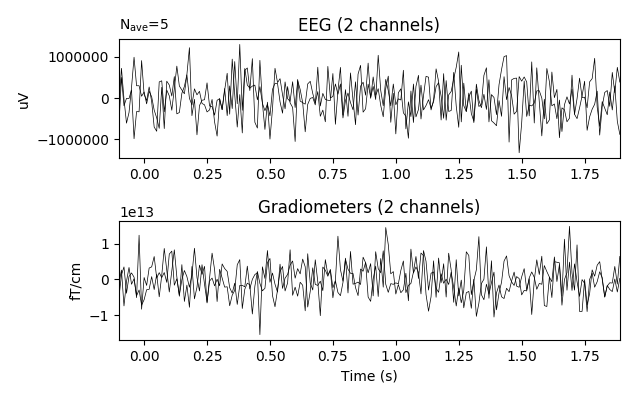 N_ave=5
EEG (2 channels)
1000000
0
−1000000
uV
0.00 0.25 0.50 0.75 1.00 1.25 1.50 1.75
1e13
Gradiometers (2 channels)
1
0
−1
fT/cm
0.00 0.25 0.50 0.75 1.00 1.25 1.50 1.75
Time (s)